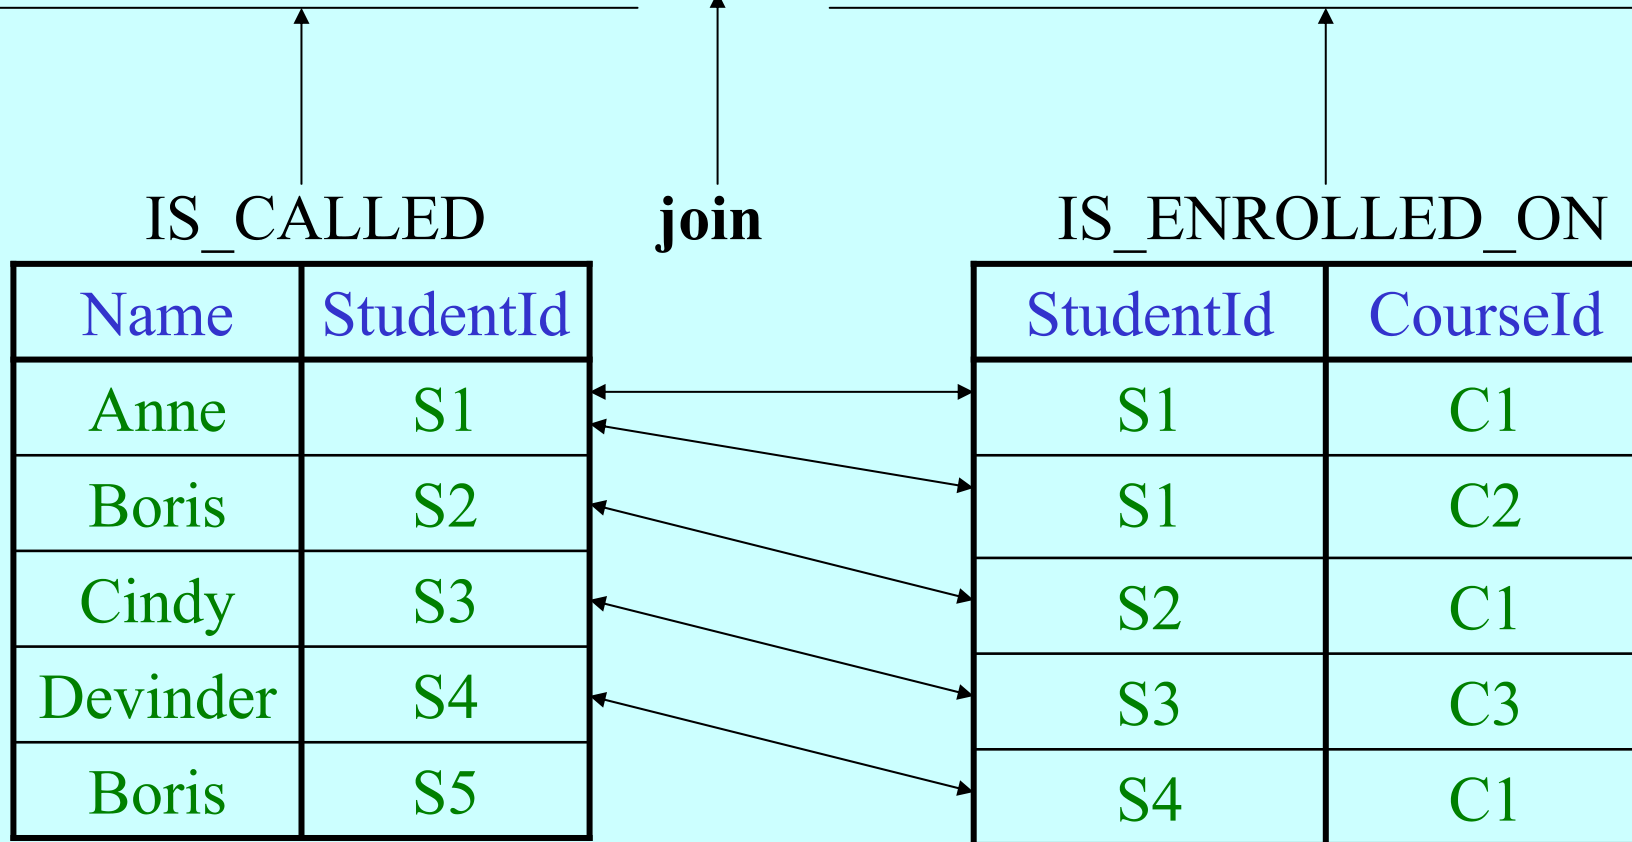 IS_CALLED join IS_ENROLLED_ON
Name StudentId StudentId CourseId
Anne S1 S1 C1
Boris S2 S1 C2
Cindy S3 S2 C1
Devinder S4 S3 C3
Boris S5 S4 C1